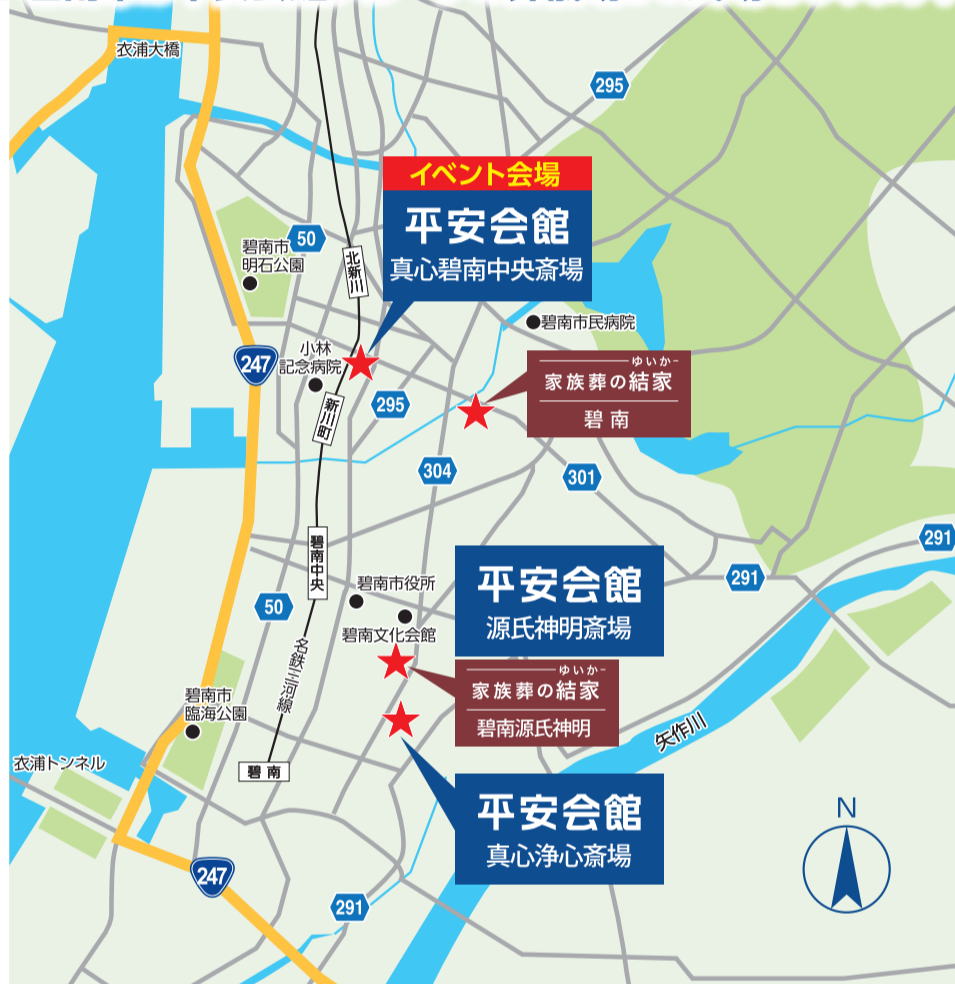 衣浦大橋
295
イベント会場
平安会館
真心碧南中央斎場
碧南市
明石公園
50
北新川
碧南市民病院
247
小林
記念病院
新川町
295
ゆいか
家族葬の結家
碧南
304
301
291
碧南中央
平安会館
源氏神明斎場
291
碧南市役所
50
碧南文化会館
名鉄三河線
ゆいか
家族葬の結家
碧南源氏神明
碧南市
臨海公園
矢作川
衣浦トンネル
碧南
平安会館
真心浄心斎場
N
247
291